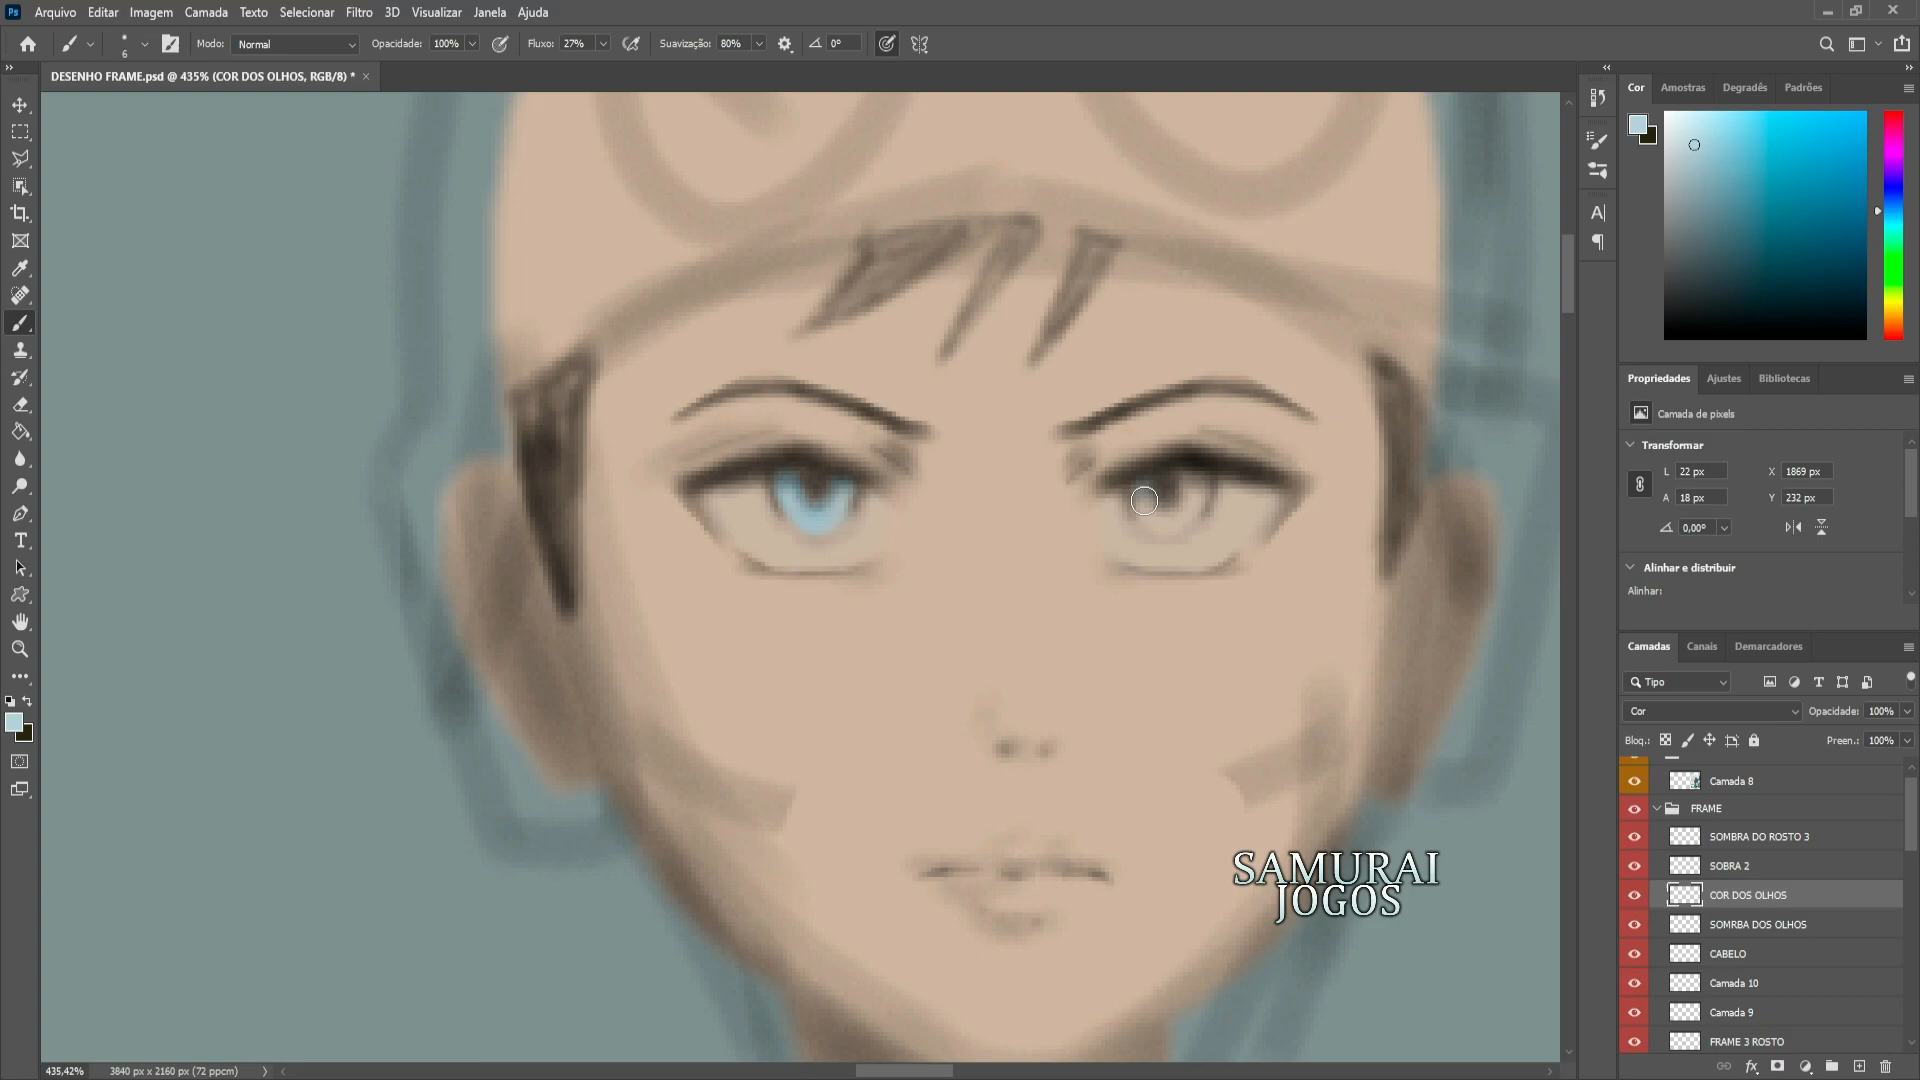 Ps Arquivo Editar Imagem Camada Texto Selecionar Filtro 3D Visualizar Janela Ajuda
6 Modo: Normal Opacidade: 100% Fluxo: 27% Suavização: 80% 0°
DESENHO FRAME.psd @ 435% (COR DOS OLHOS, RGB/8) * ×
Cor Amostras Degradês Padrões
Propriedades Ajustes Bibliotecas
Camada de pixels
Transformar
L 22 px X 1869 px
A 18 px Y 232 px
0,00°
Alinhar e distribuir
Alinhar:
Camadas Canais Demarcadores
Tipo
Cor Opacidade: 100%
Bloq.: Preen.: 100%
Camada 8
FRAME
SOMBRA DO ROSTO 3
SOBRA 2
COR DOS OLHOS
SOMRBA DOS OLHOS
CABELO
Camada 10
Camada 9
FRAME 3 ROSTO
SAMURAI
JOGOS
435,42% 3840 px x 2160 px (72 ppcm)